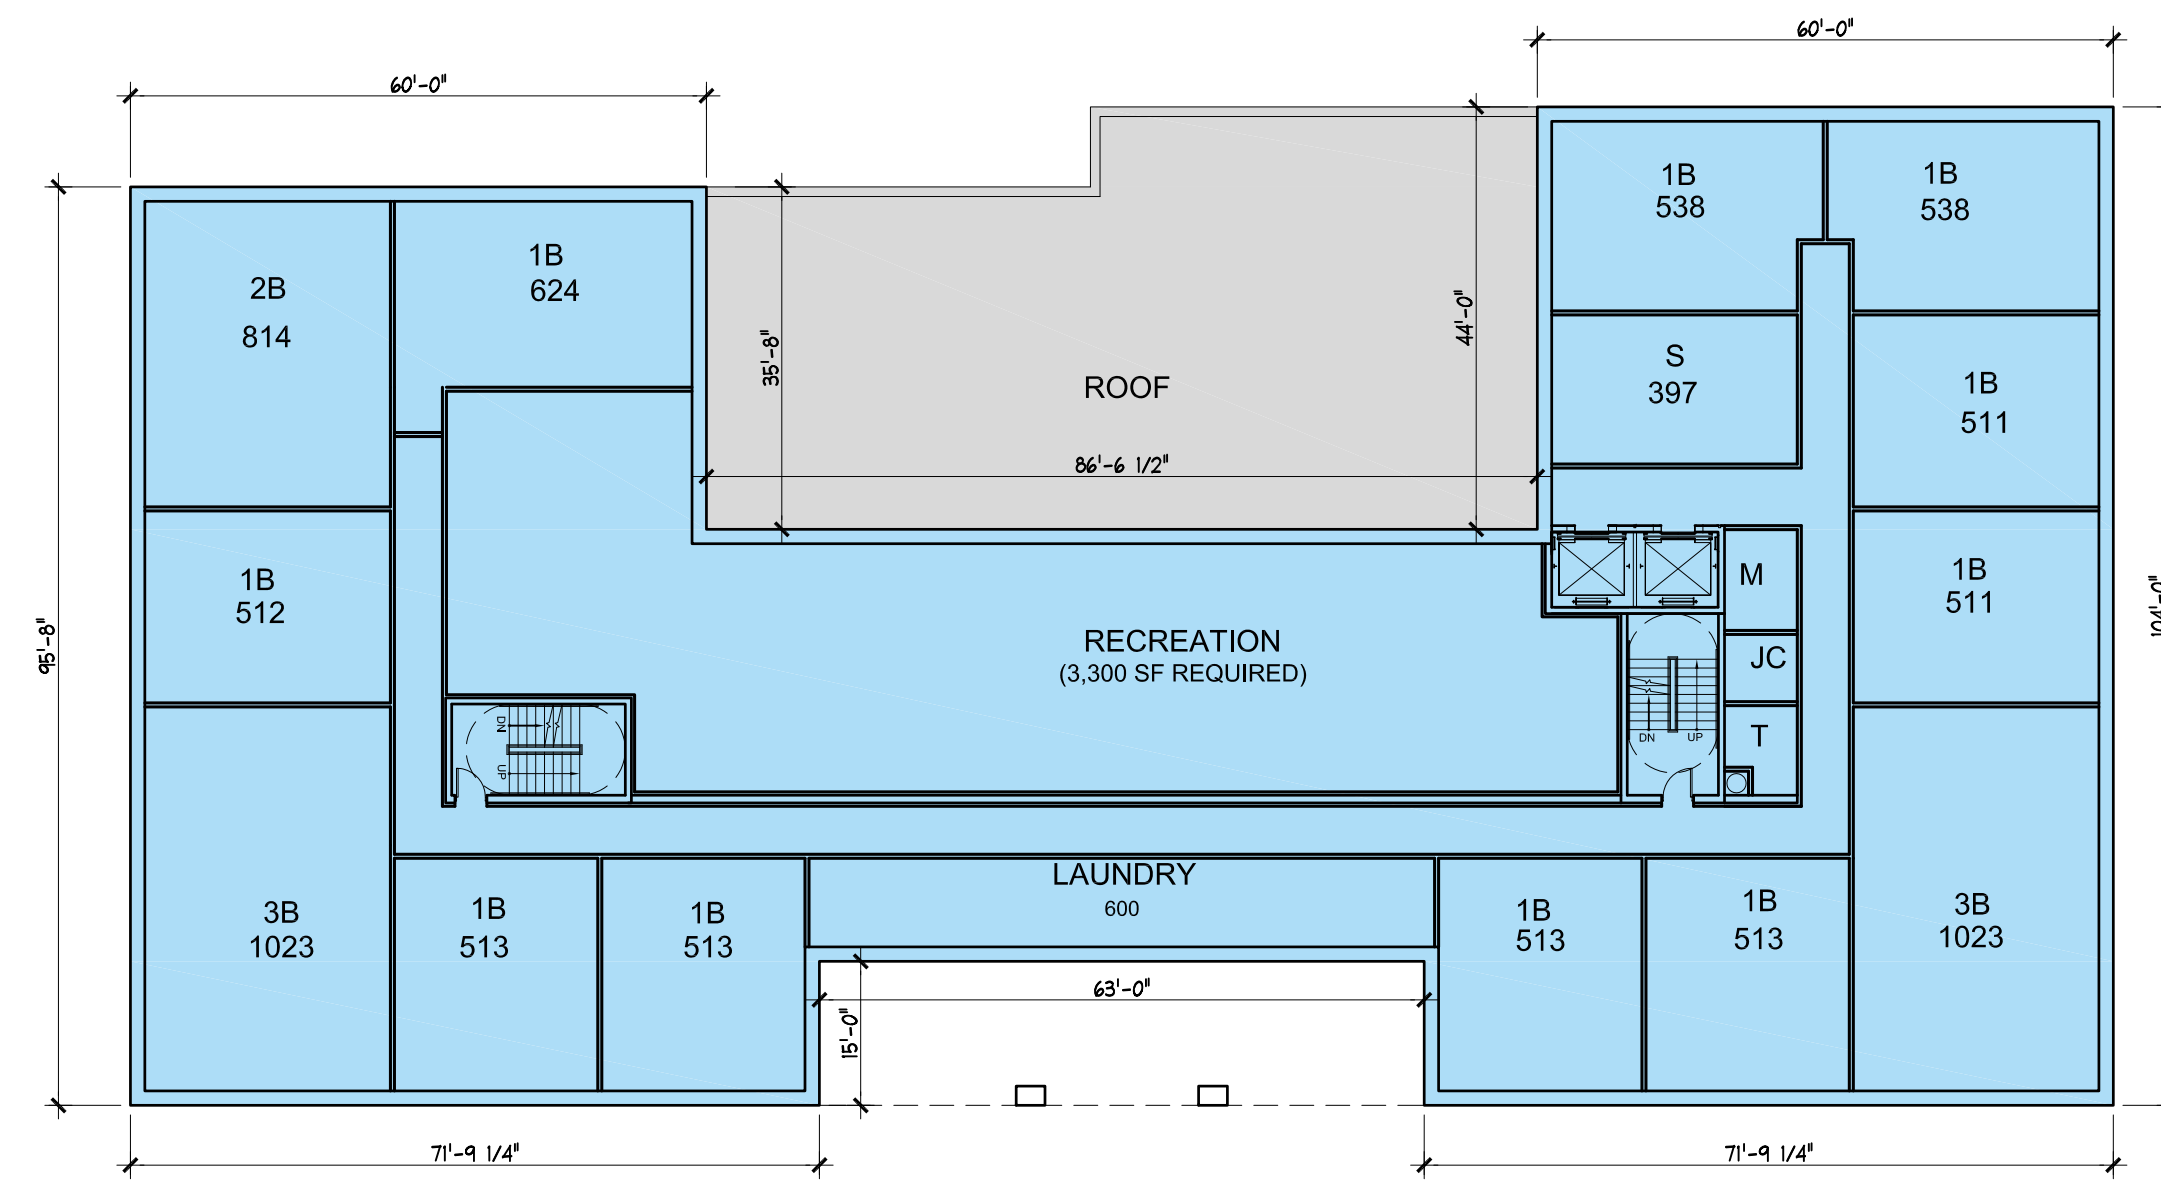 60'-0"
60'-0"
1B
538
1B
538
1B
624
2B
814
35'-8"
44'-0"
ROOF
S
397
1B
511
86'-6 1/2"
1B
512
M
1B
511
RECREATION
(3,300 SF REQUIRED)
JC
95'-8"
104'-0"
DN
UP
DN
UP
T
LAUNDRY
600
3B
1023
1B
513
1B
513
1B
513
1B
513
3B
1023
63'-0"
15'-0"
71'-9 1/4"
71'-9 1/4"